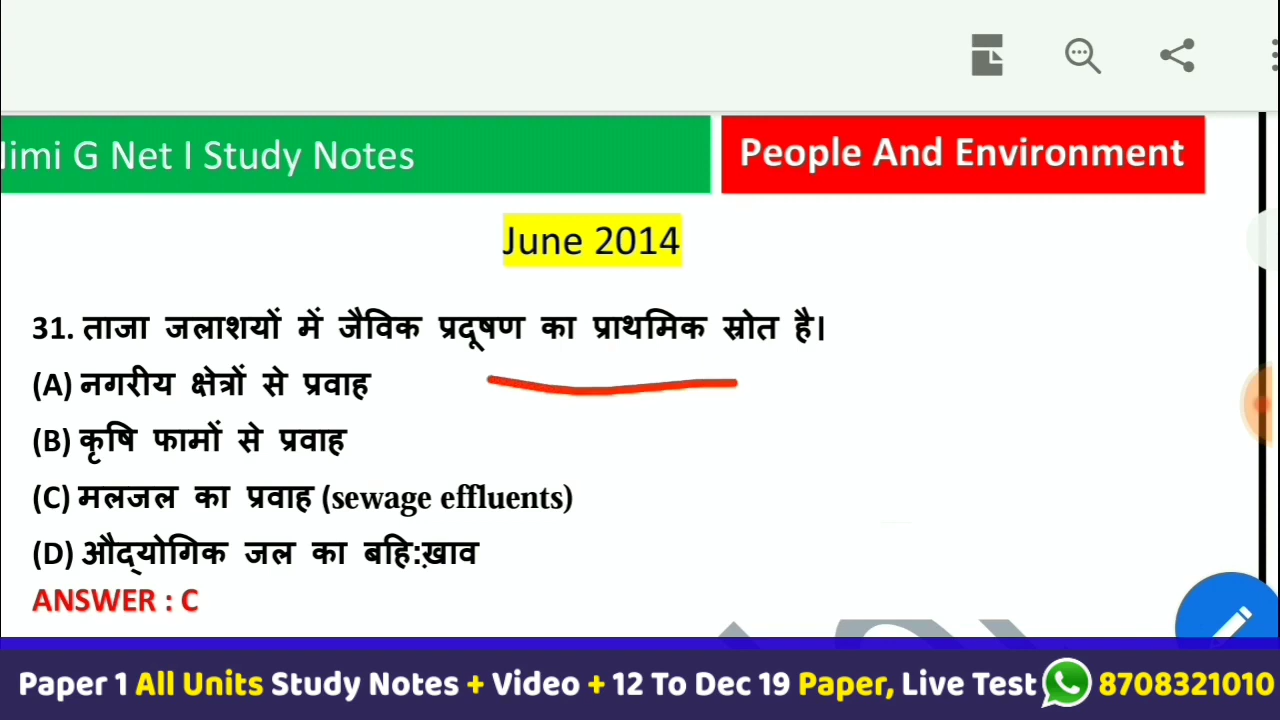 limi G Net I Study Notes
People And Environment
June 2014
31. ताजा जलाशयों में जैविक प्रदूषण का प्राथमिक स्रोत है।
(A) नगरीय क्षेत्रों से प्रवाह
(B) कृषि फामों से प्रवाह
(C) मलजल का प्रवाह (sewage effluents)
(D) औद्योगिक जल का बहि:ख़ाव
ANSWER : C
Paper 1 All Units Study Notes + Video + 12 To Dec 19 Paper, Live Test 8708321010